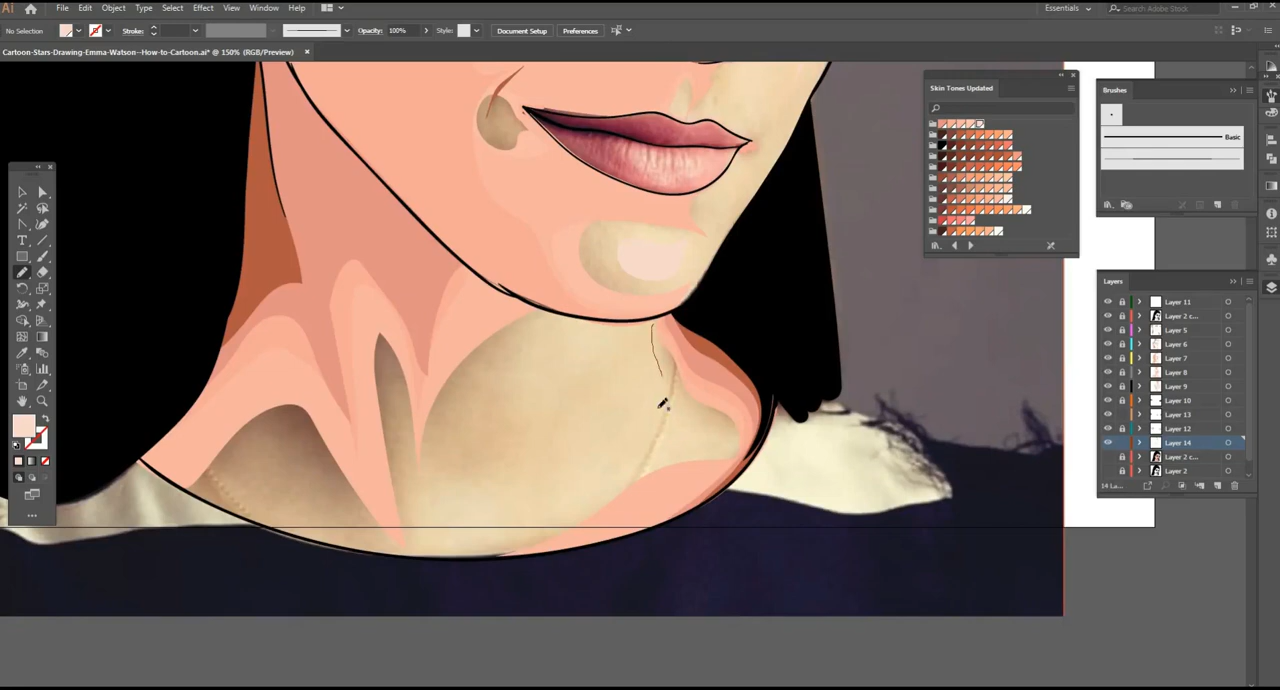 Ai File Edit Object Type Select Effect View Window Help Essentials Search Adobe Stock
No Selection Stroke: Basic Opacity: 100% Style: Document Setup Preferences
Cartoon-Stars-Drawing-Emma-Watson--How-to-Cartoon.ai* @ 150% (RGB/Preview)
Skin Tones Updated
Brushes
Basic
Layers
Layer 11
Layer 2 c...
Layer 5
Layer 6
Layer 7
Layer 8
Layer 9
Layer 10
Layer 13
Layer 12
Layer 14
Layer 2 c...
Layer 2
14 La...